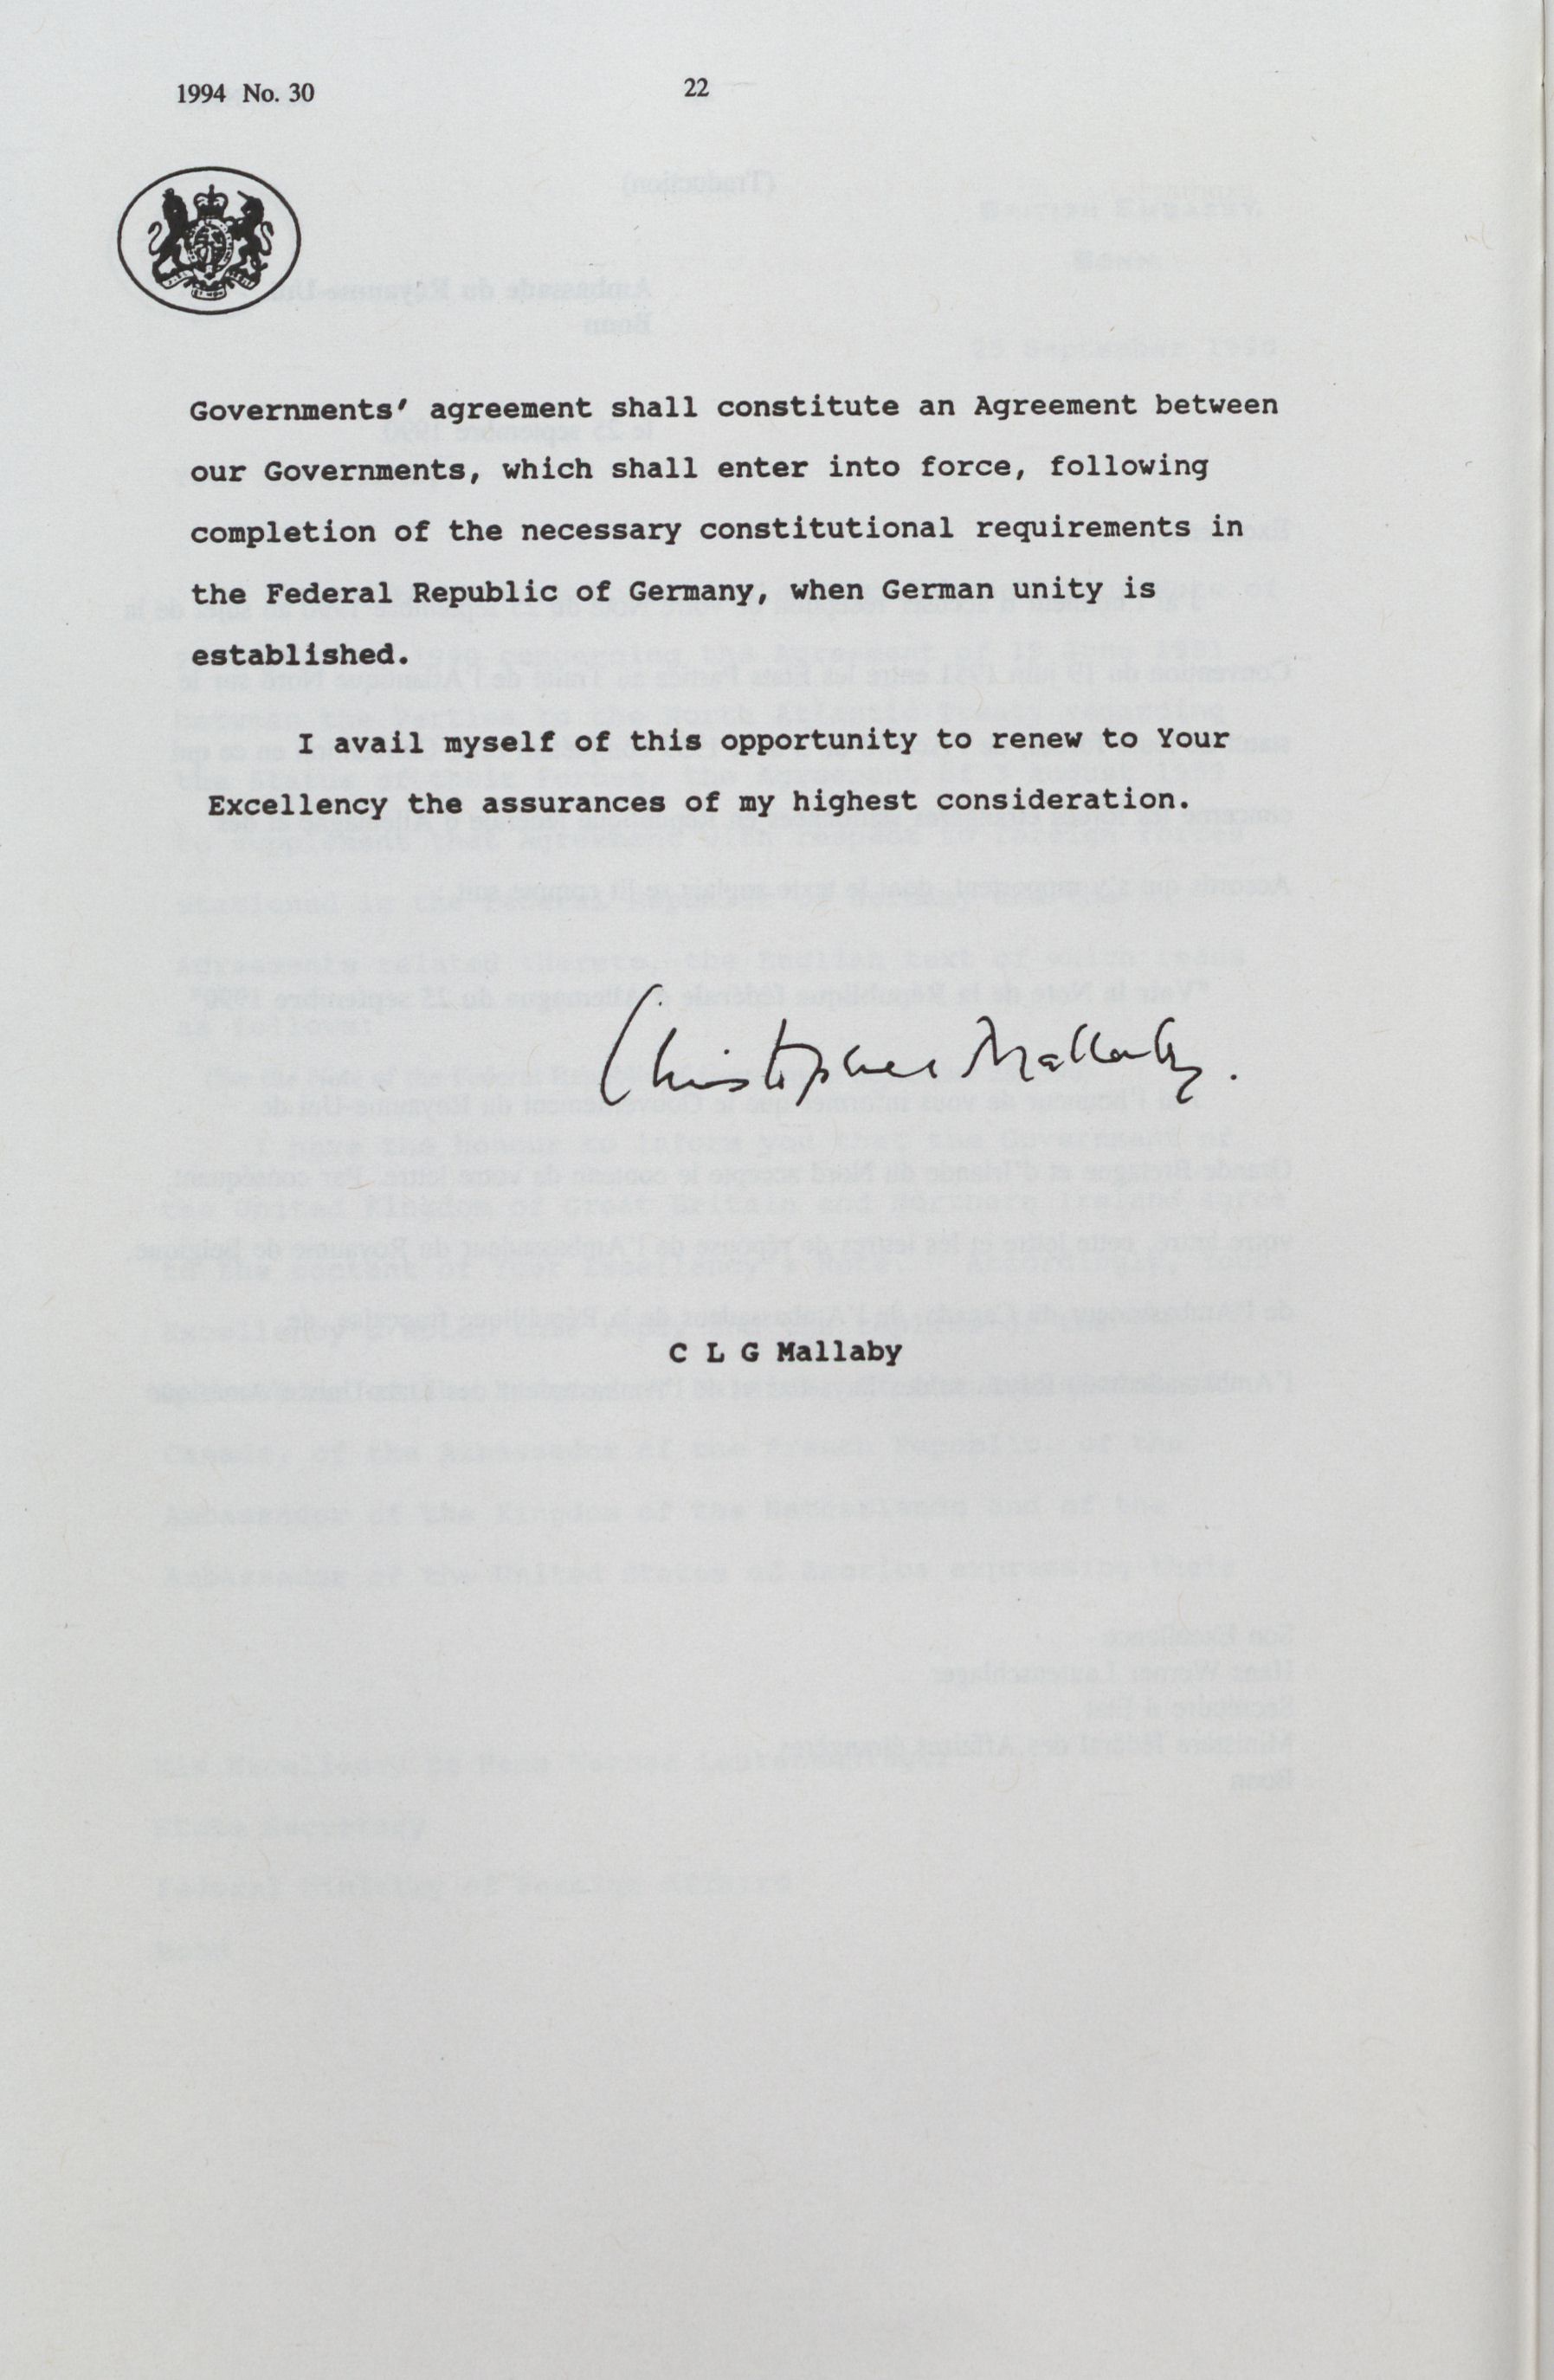 1994 No. 30
22
Governments' agreement shall constitute an Agreement between
our Governments, which shall enter into force, following
completion of the necessary constitutional requirements in
the Federal Republic of Germany, when German unity is
established.
I avail myself of this opportunity to renew to Your
Excellency the assurances of my highest consideration.
Christopher Mallaby.
C L G Mallaby